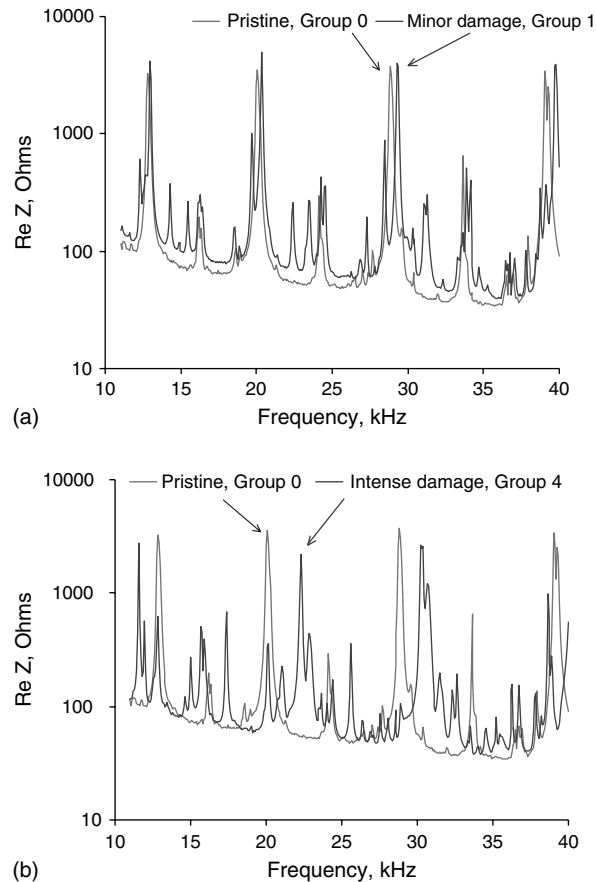 Pristine, Group 0 Minor damage, Group 1
10000
1000
100
10
Re Z, Ohms
10 15 20 25 30 35 40
(a) Frequency, kHz
Pristine, Group 0 Intense damage, Group 4
10000
1000
100
10
Re Z, Ohms
10 15 20 25 30 35 40
(b) Frequency, kHz